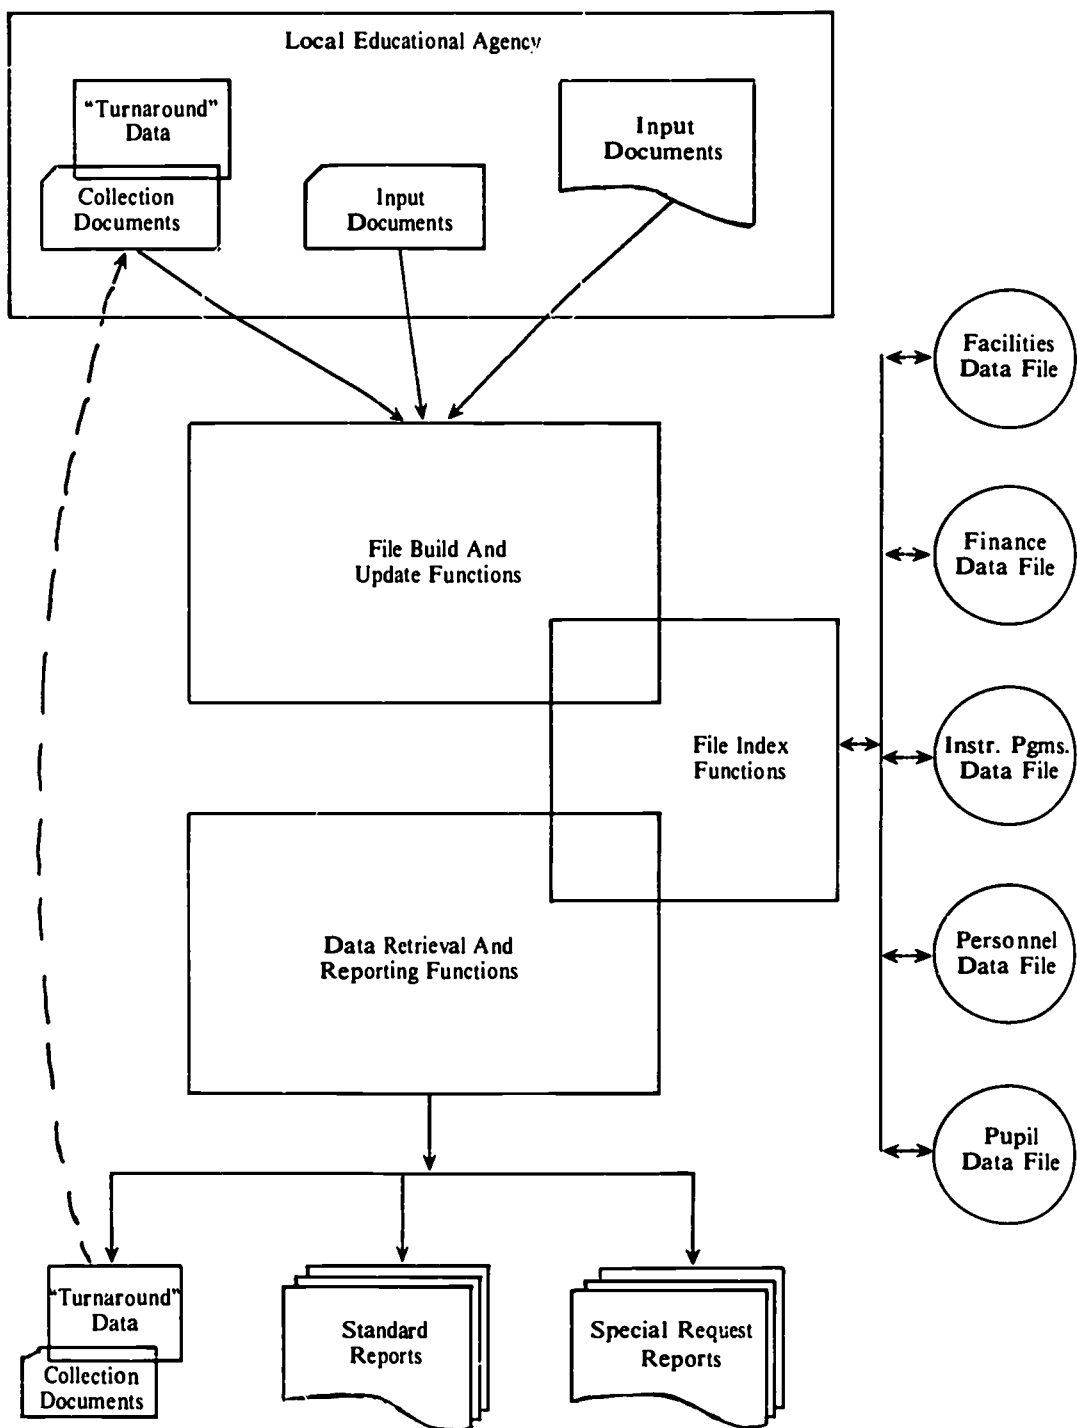 Local Educational Agency
"Turnaround"
Data
Collection
Documents
Input
Documents
Input
Documents
File Build And
Update Functions
File Index
Functions
Data Retrieval And
Reporting Functions
Facilities
Data File
Finance
Data File
Instr. Pgms.
Data File
Personnel
Data File
Pupil
Data File
"Turnaround"
Data
Collection
Documents
Standard
Reports
Special Request
Reports